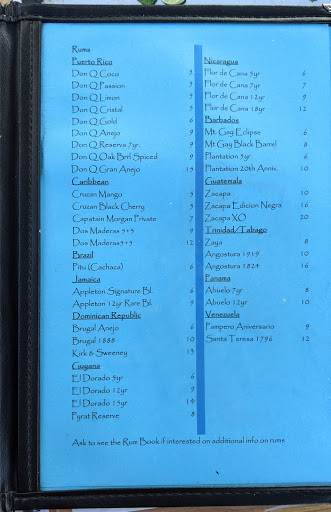 Rums
Puerto Rico
Don Q Coco 5
Don Q Passion 5
Don Q Limon 5
Don Q Cristal 5
Don Q Gold 6
Don Q Anejo 9
Don Q Reserva 7yr. 9
Don Q Oak Brrl Spiced 9
Don Q Gran Anejo 15
Caribbean
Cruzan Mango 5
Cruzan Black Cherry 5
Capatain Morgan Private 7
Dos Maderas 5+3 9
Dos Maderas5+5 12
Brazil
Pitu (Cachaca) 6
Jamaica
Appleton Signature Bl. 6
Appleton 12yr Rare Bl. 9
Dominican Republic
Brugal Anejo 6
Brugal 1888 10
Kirk & Sweeney 13
Guyana
El Dorado 5yr 6
El Dorado 12yr 9
El Dorado 15yr 14
Pyrat Reserve 8
Nicaragua
Flor de Cana 5yr 6
Flor de Cana 7yr 7
Flor de Cana 12yr 9
Flor de Cana 18yr 12
Barbados
Mt. Gag Eclipse 6
Mt Gag Black Barrel 8
Plantation 5yr 6
Plantation 20th Anniv. 10
Guatemala
Zacapa 10
Zacapa Edicion Negra 16
Zacapa XO 20
Trinidad/Tabago
Zaya 8
Angostura 1919 10
Angostura 1824 16
Panama
Abuelo 7yr 8
Abuelo 12yr 10
Venezuela
Pampero Aniversario 9
Santa Teresa 1796 12
Ask to see the Rum Book if interested on additional info on rums